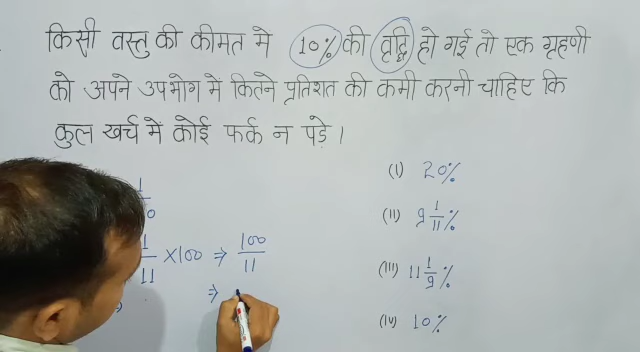 किसी वस्तु की कीमत मे 10% की वृद्धि हो गई तो एक गृहणी
को अपने उपभोग में कितने प्रतिशत की कमी करनी चाहिए कि
कुल खर्च में कोई फर्क न पड़े।
(i) 20%
(ii) 9 1/11 %
(iii) 11 1/9 %
(iv) 10%
1/11 ×100 ⇒ 100/11
⇒